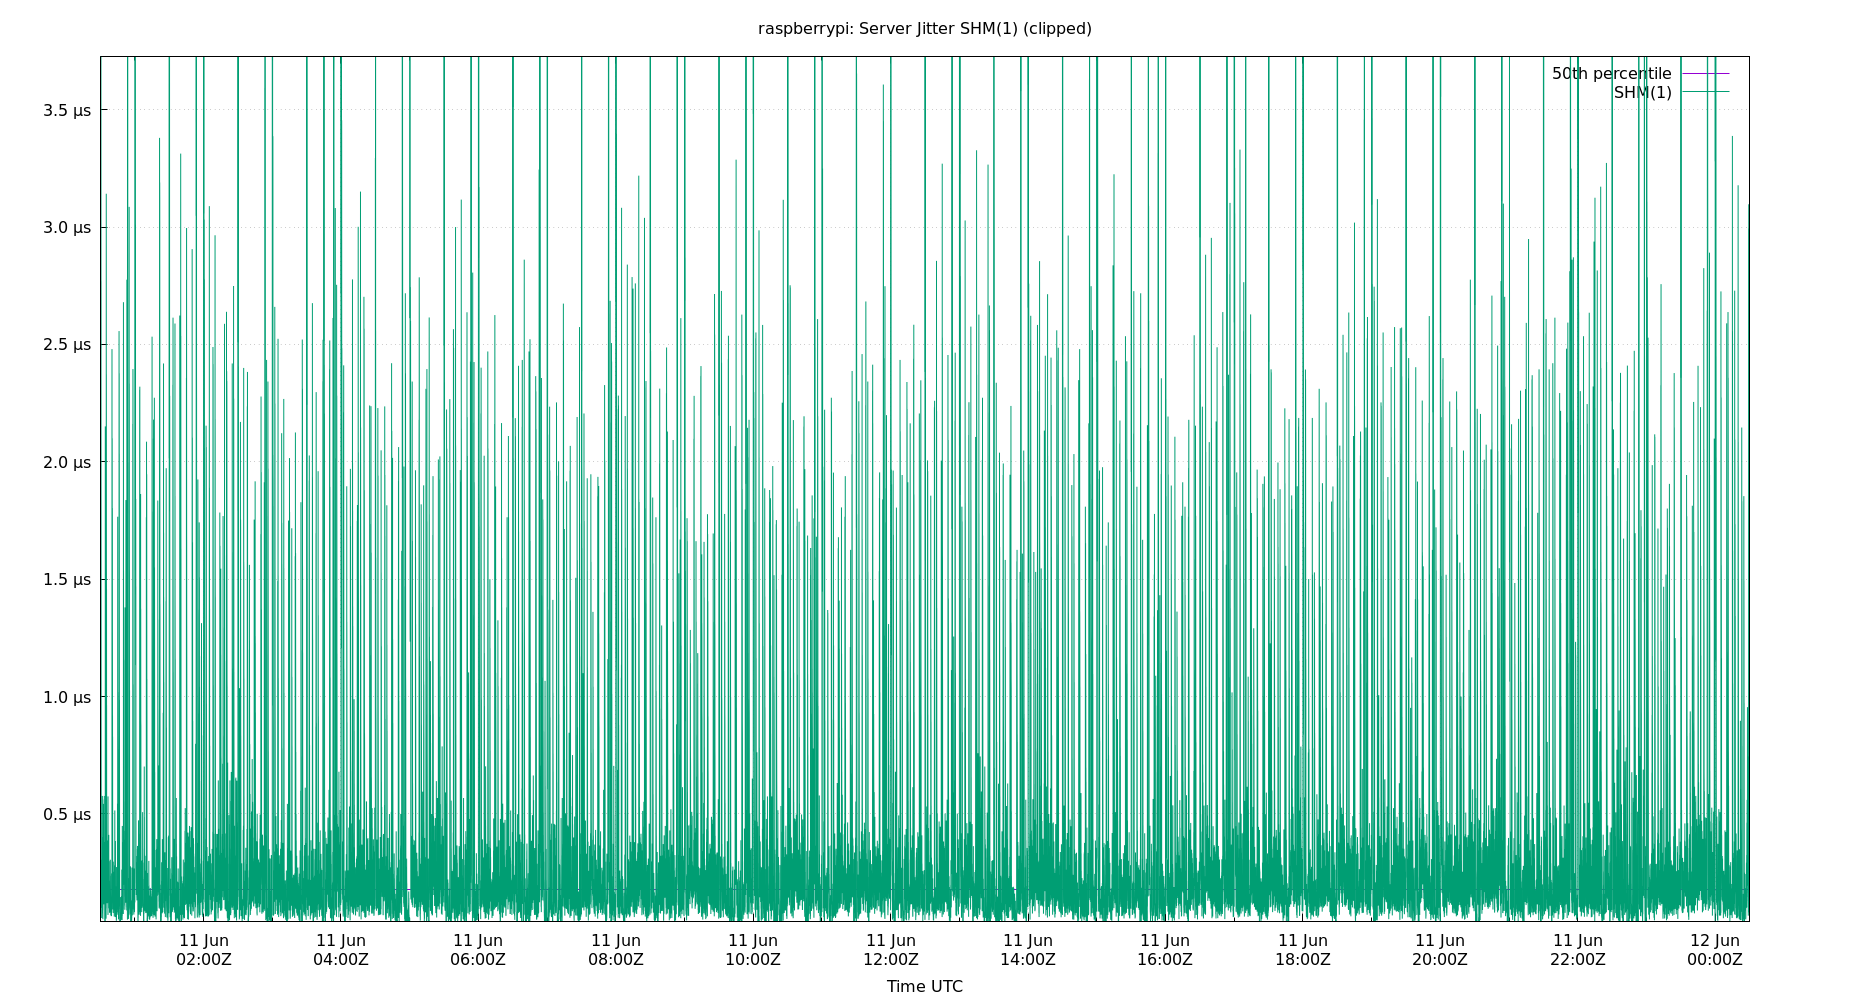 raspberrypi: Server Jitter SHM(1) (clipped)
50th percentile
SHM(1)
3.5 µs
3.0 µs
2.5 µs
2.0 µs
1.5 µs
1.0 µs
0.5 µs
11 Jun 11 Jun 11 Jun 11 Jun 11 Jun 11 Jun 11 Jun 11 Jun 11 Jun 11 Jun 11 Jun 12 Jun
02:00Z 04:00Z 06:00Z 08:00Z 10:00Z 12:00Z 14:00Z 16:00Z 18:00Z 20:00Z 22:00Z 00:00Z
Time UTC